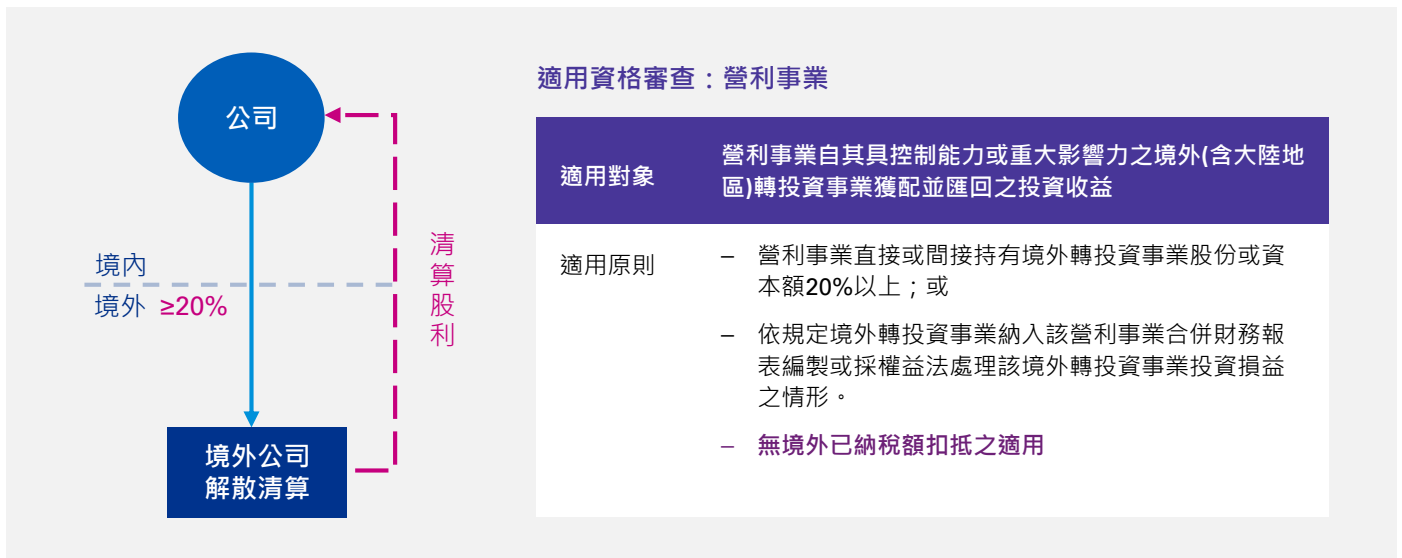 公司
境內
境外 ≥20%
清算股利
境外公司
解散清算
適用資格審查：營利事業
適用對象
營利事業自其具控制能力或重大影響力之境外(含大陸地
區)轉投資事業獲配並匯回之投資收益
適用原則
– 營利事業直接或間接持有境外轉投資事業股份或資
本額20%以上；或
– 依規定境外轉投資事業納入該營利事業合併財務報
表編製或採權益法處理該境外轉投資事業投資損益
之情形。
– 無境外已納稅額扣抵之適用